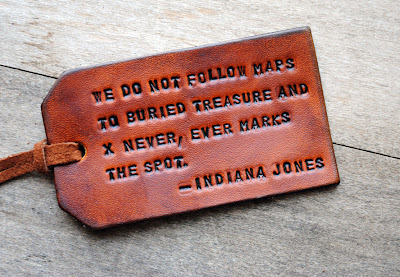 WE DO NOT FOLLOW MAPS
TO BURIED TREASURE AND
X NEVER, EVER MARKS
THE SPOT.
—INDIANA JONES